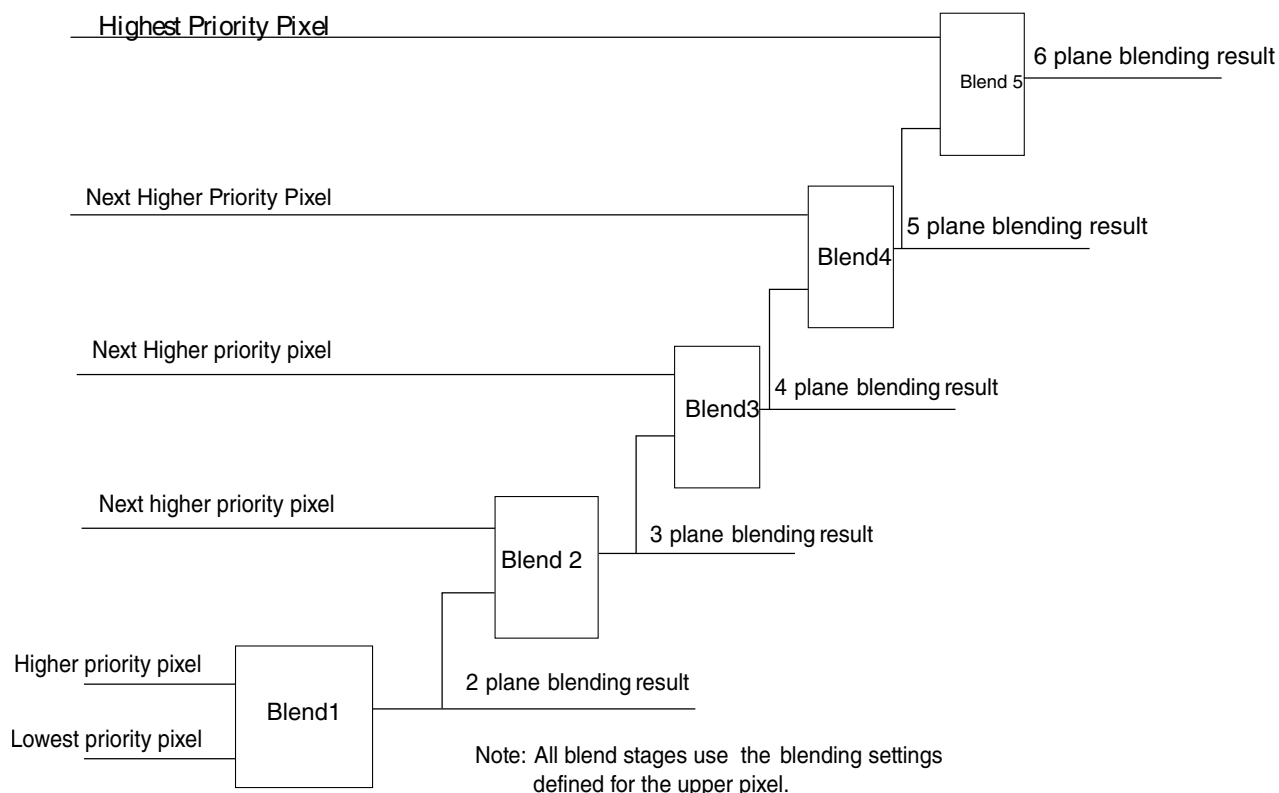 Highest Priority Pixel
6 plane blending result
Blend 5
Next Higher Priority Pixel
5 plane blending result
Blend4
Next Higher priority pixel
4 plane blending result
Blend3
Next higher priority pixel
3 plane blending result
Blend 2
Higher priority pixel
2 plane blending result
Blend1
Lowest priority pixel
Note: All blend stages use the blending settings
defined for the upper pixel.